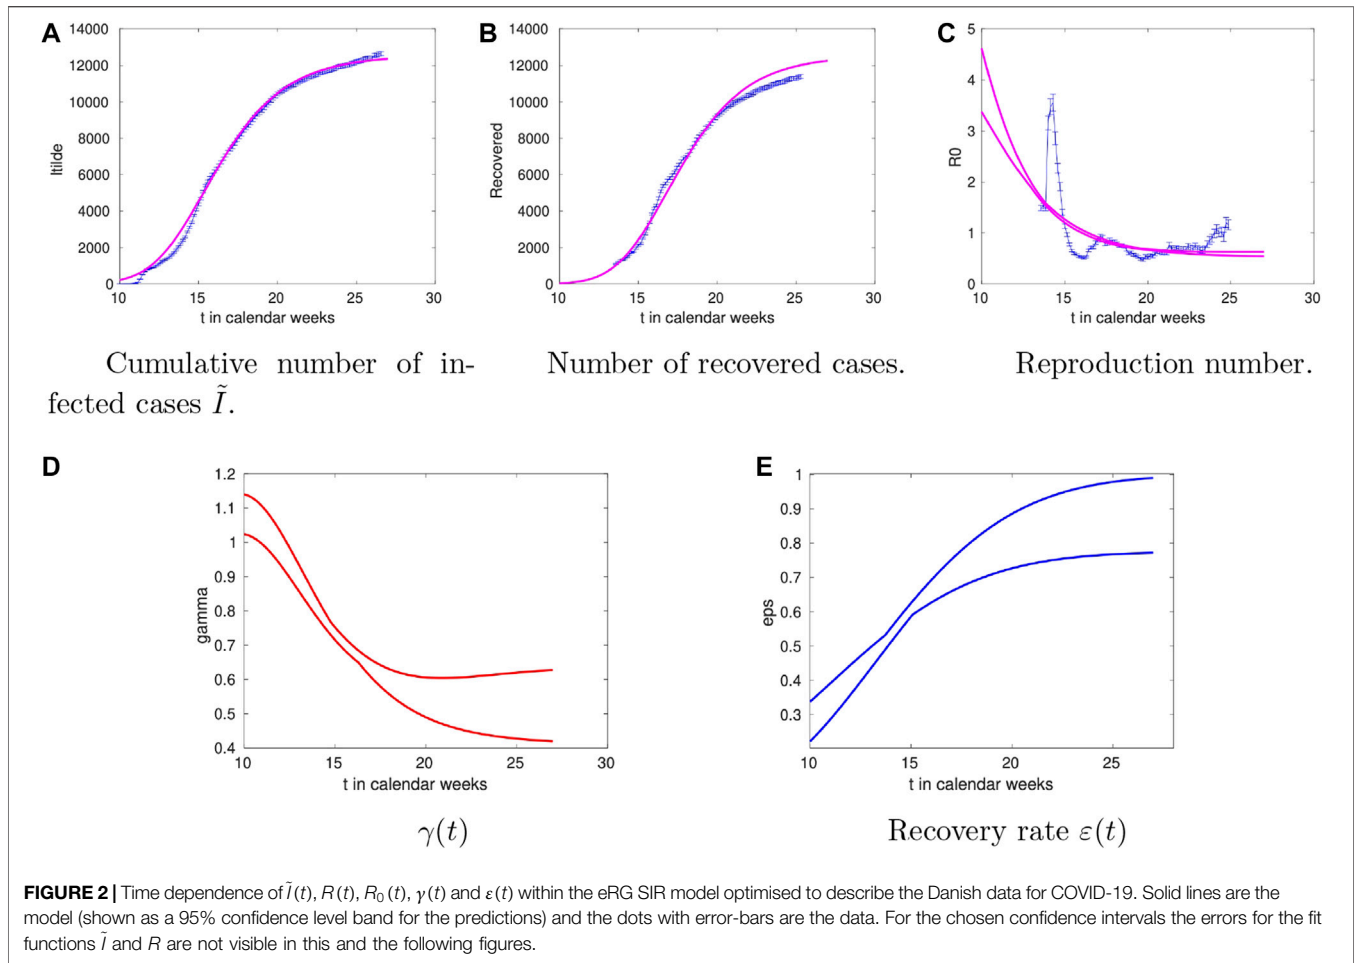 A
14000
12000
10000
8000
6000
4000
2000
0
10 15 20 25 30
Itilde
t in calendar weeks
Cumulative number of in-
fected cases Ĩ.
B
14000
12000
10000
8000
6000
4000
2000
0
10 15 20 25 30
Recovered
t in calendar weeks
Number of recovered cases.
C
5
4
3
2
1
0
10 15 20 25 30
R0
t in calendar weeks
Reproduction number.
D
1.2
1.1
1
0.9
0.8
0.7
0.6
0.5
0.4
10 15 20 25 30
gamma
t in calendar weeks
γ(t)
E
1
0.9
0.8
0.7
0.6
0.5
0.4
0.3
10 15 20 25
eps
t in calendar weeks
Recovery rate ε(t)
FIGURE 2 | Time dependence of Ĩ(t), R(t), R₀(t), γ(t) and ε(t) within the eRG SIR model optimised to describe the Danish data for COVID-19. Solid lines are the
model (shown as a 95% confidence level band for the predictions) and the dots with error-bars are the data. For the chosen confidence intervals the errors for the fit
functions Ĩ and R are not visible in this and the following figures.